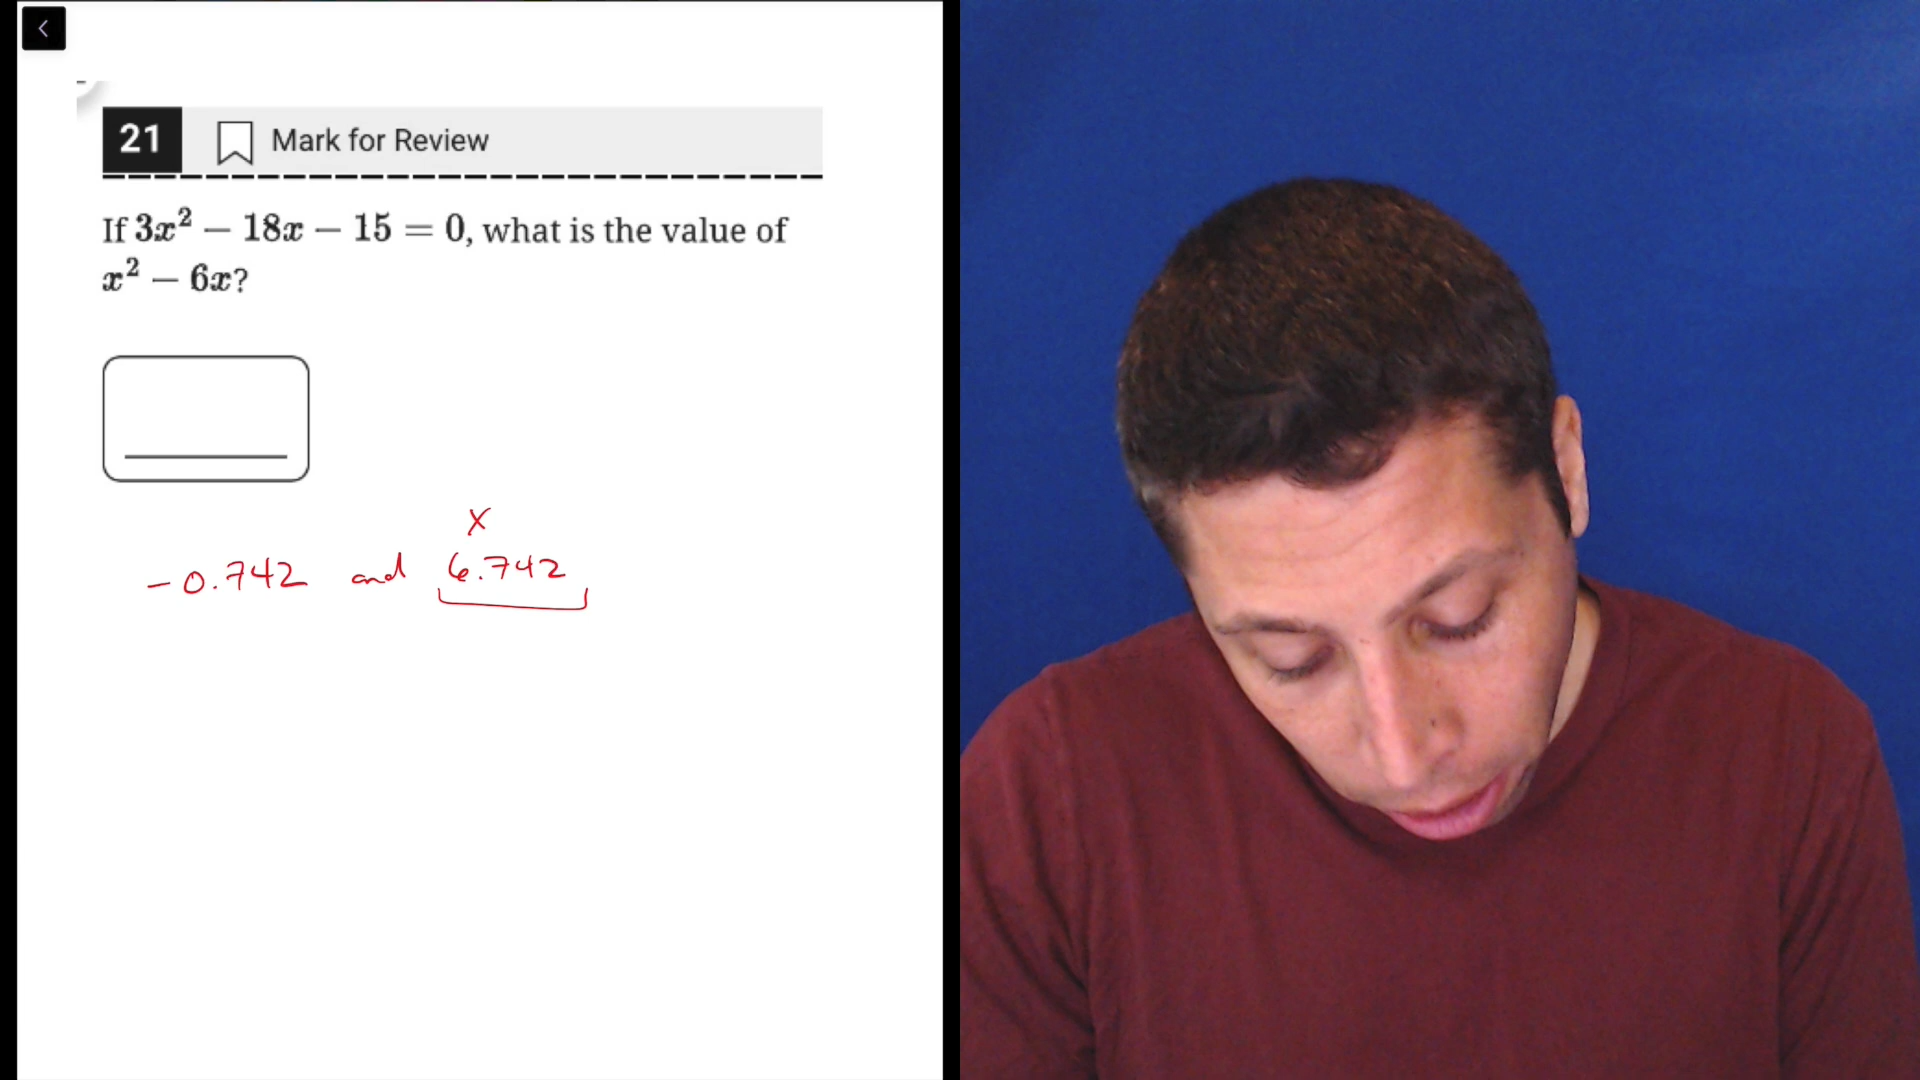 21 Mark for Review
If 3x² − 18x − 15 = 0, what is the value of
x² − 6x?
x
-0.742 and 6.742